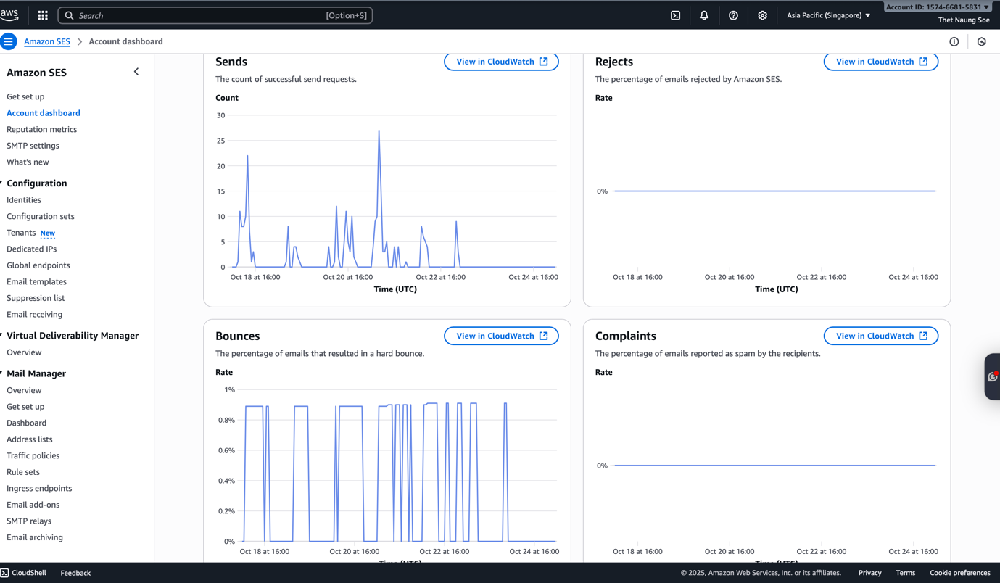 aws
Search
[Option+S]
Asia Pacific (Singapore)
Account ID: 1574-6681-5831
Thet Naung Soe
Amazon SES
Account dashboard
Amazon SES
Get set up
Account dashboard
Reputation metrics
SMTP settings
What's new
Configuration
Identities
Configuration sets
Tenants New
Dedicated IPs
Global endpoints
Email templates
Suppression list
Email receiving
Virtual Deliverability Manager
Overview
Mail Manager
Overview
Get set up
Dashboard
Address lists
Traffic policies
Rule sets
Ingress endpoints
Email add-ons
SMTP relays
Email archiving
Sends
View in CloudWatch
The count of successful send requests.
Count
30
25
20
15
10
5
0
Oct 18 at 16:00 Oct 20 at 16:00 Oct 22 at 16:00 Oct 24 at 16:00
Time (UTC)
Rejects
View in CloudWatch
The percentage of emails rejected by Amazon SES.
Rate
0%
Oct 18 at 16:00 Oct 20 at 16:00 Oct 22 at 16:00 Oct 24 at 16:00
Time (UTC)
Bounces
View in CloudWatch
The percentage of emails that resulted in a hard bounce.
Rate
1%
0.8%
0.6%
0.4%
0.2%
0%
Oct 18 at 16:00 Oct 20 at 16:00 Oct 22 at 16:00 Oct 24 at 16:00
Time (UTC)
Complaints
View in CloudWatch
The percentage of emails reported as spam by the recipients.
Rate
0%
Oct 18 at 16:00 Oct 20 at 16:00 Oct 22 at 16:00 Oct 24 at 16:00
Time (UTC)
CloudShell
Feedback
© 2025, Amazon Web Services, Inc. or its affiliates.
Privacy
Terms
Cookie preferences